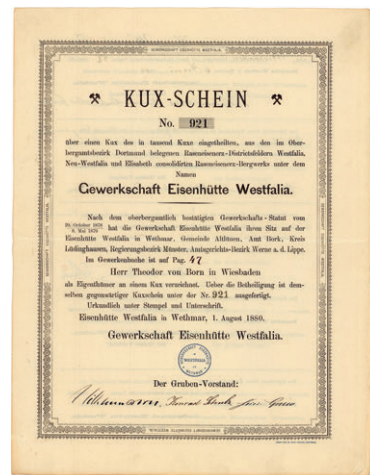 GEWERKSCHAFT EISENHÜTTE WESTFALIA
KUX-SCHEIN
No. 921
über einen Kux des in tausend Kuxe eingetheilten, aus den im Ober-
bergamtsbezirk Dortmund belegenen Raseneisenerz-Districtsfeldern Westfalia,
Neu-Westfalia und Elisabeth consolidirten Raseneisenerz-Bergwerks unter dem
Namen
Gewerkschaft Eisenhütte Westfalia.
Nach dem oberbergamtlich bestätigten Gewerkschafts-Statut vom
hat die Gewerkschaft Eisenhütte Westfalia ihren Sitz auf der
Eisenhütte Westfalia in Wethmar, Gemeinde Altlünen, Amt Bork, Kreis
Lüdinghausen, Regierungsbezirk Münster, Amtsgerichts-Bezirk Werne a. d. Lippe.
Im Gewerkenbuche ist auf Pag. 47
Herr Theodor von Born in Wiesbaden
als Eigenthümer an einem Kux verzeichnet. Ueber die Betheiligung ist dem-
selben gegenwärtiger Kuxschein unter der Nr. 921 ausgefertigt.
Urkundlich unter Stempel und Unterschrift.
Eisenhütte Westfalia in Wethmar, 1. August 1880.
Gewerkschaft Eisenhütte Westfalia.
WESTFALIA
Der Gruben-Vorstand: